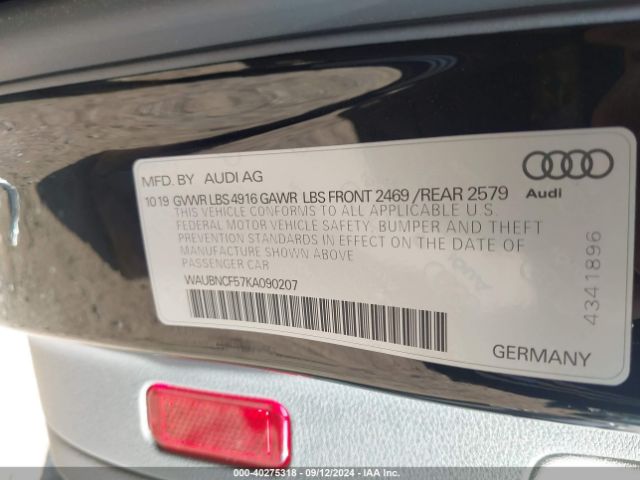 MFD. BY AUDI AG
1019 GVWR LBS 4916 GAWR LBS FRONT 2469 /REAR 2579
THIS VEHICLE CONFORMS TO ALL APPLICABLE U.S.
FEDERAL MOTOR VEHICLE SAFETY, BUMPER AND THEFT
PREVENTION STANDARDS IN EFFECT ON THE DATE OF
MANUFACTURE SHOWN ABOVE
PASSENGER CAR
WAUBNCF57KA090207
Audi
4341896
GERMANY
000-40275318 - 09/12/2024 - IAA Inc.